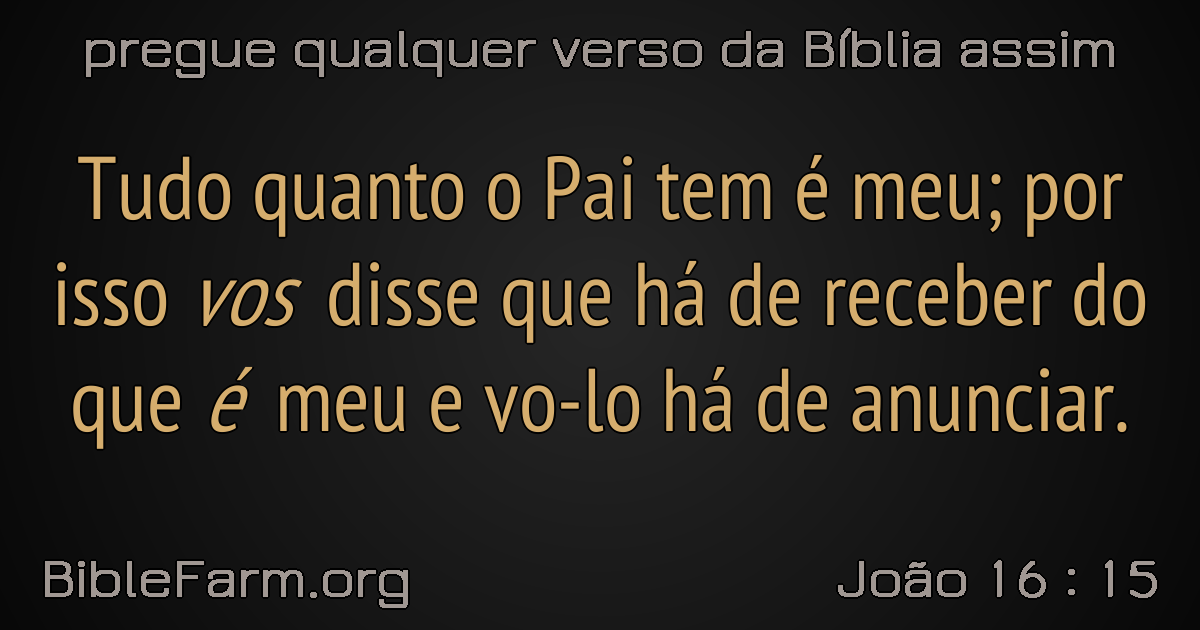 pregue qualquer verso da Bíblia assim
Tudo quanto o Pai tem é meu; por
isso vos disse que há de receber do
que é meu e vo-lo há de anunciar.
BibleFarm.org
João 16 : 15